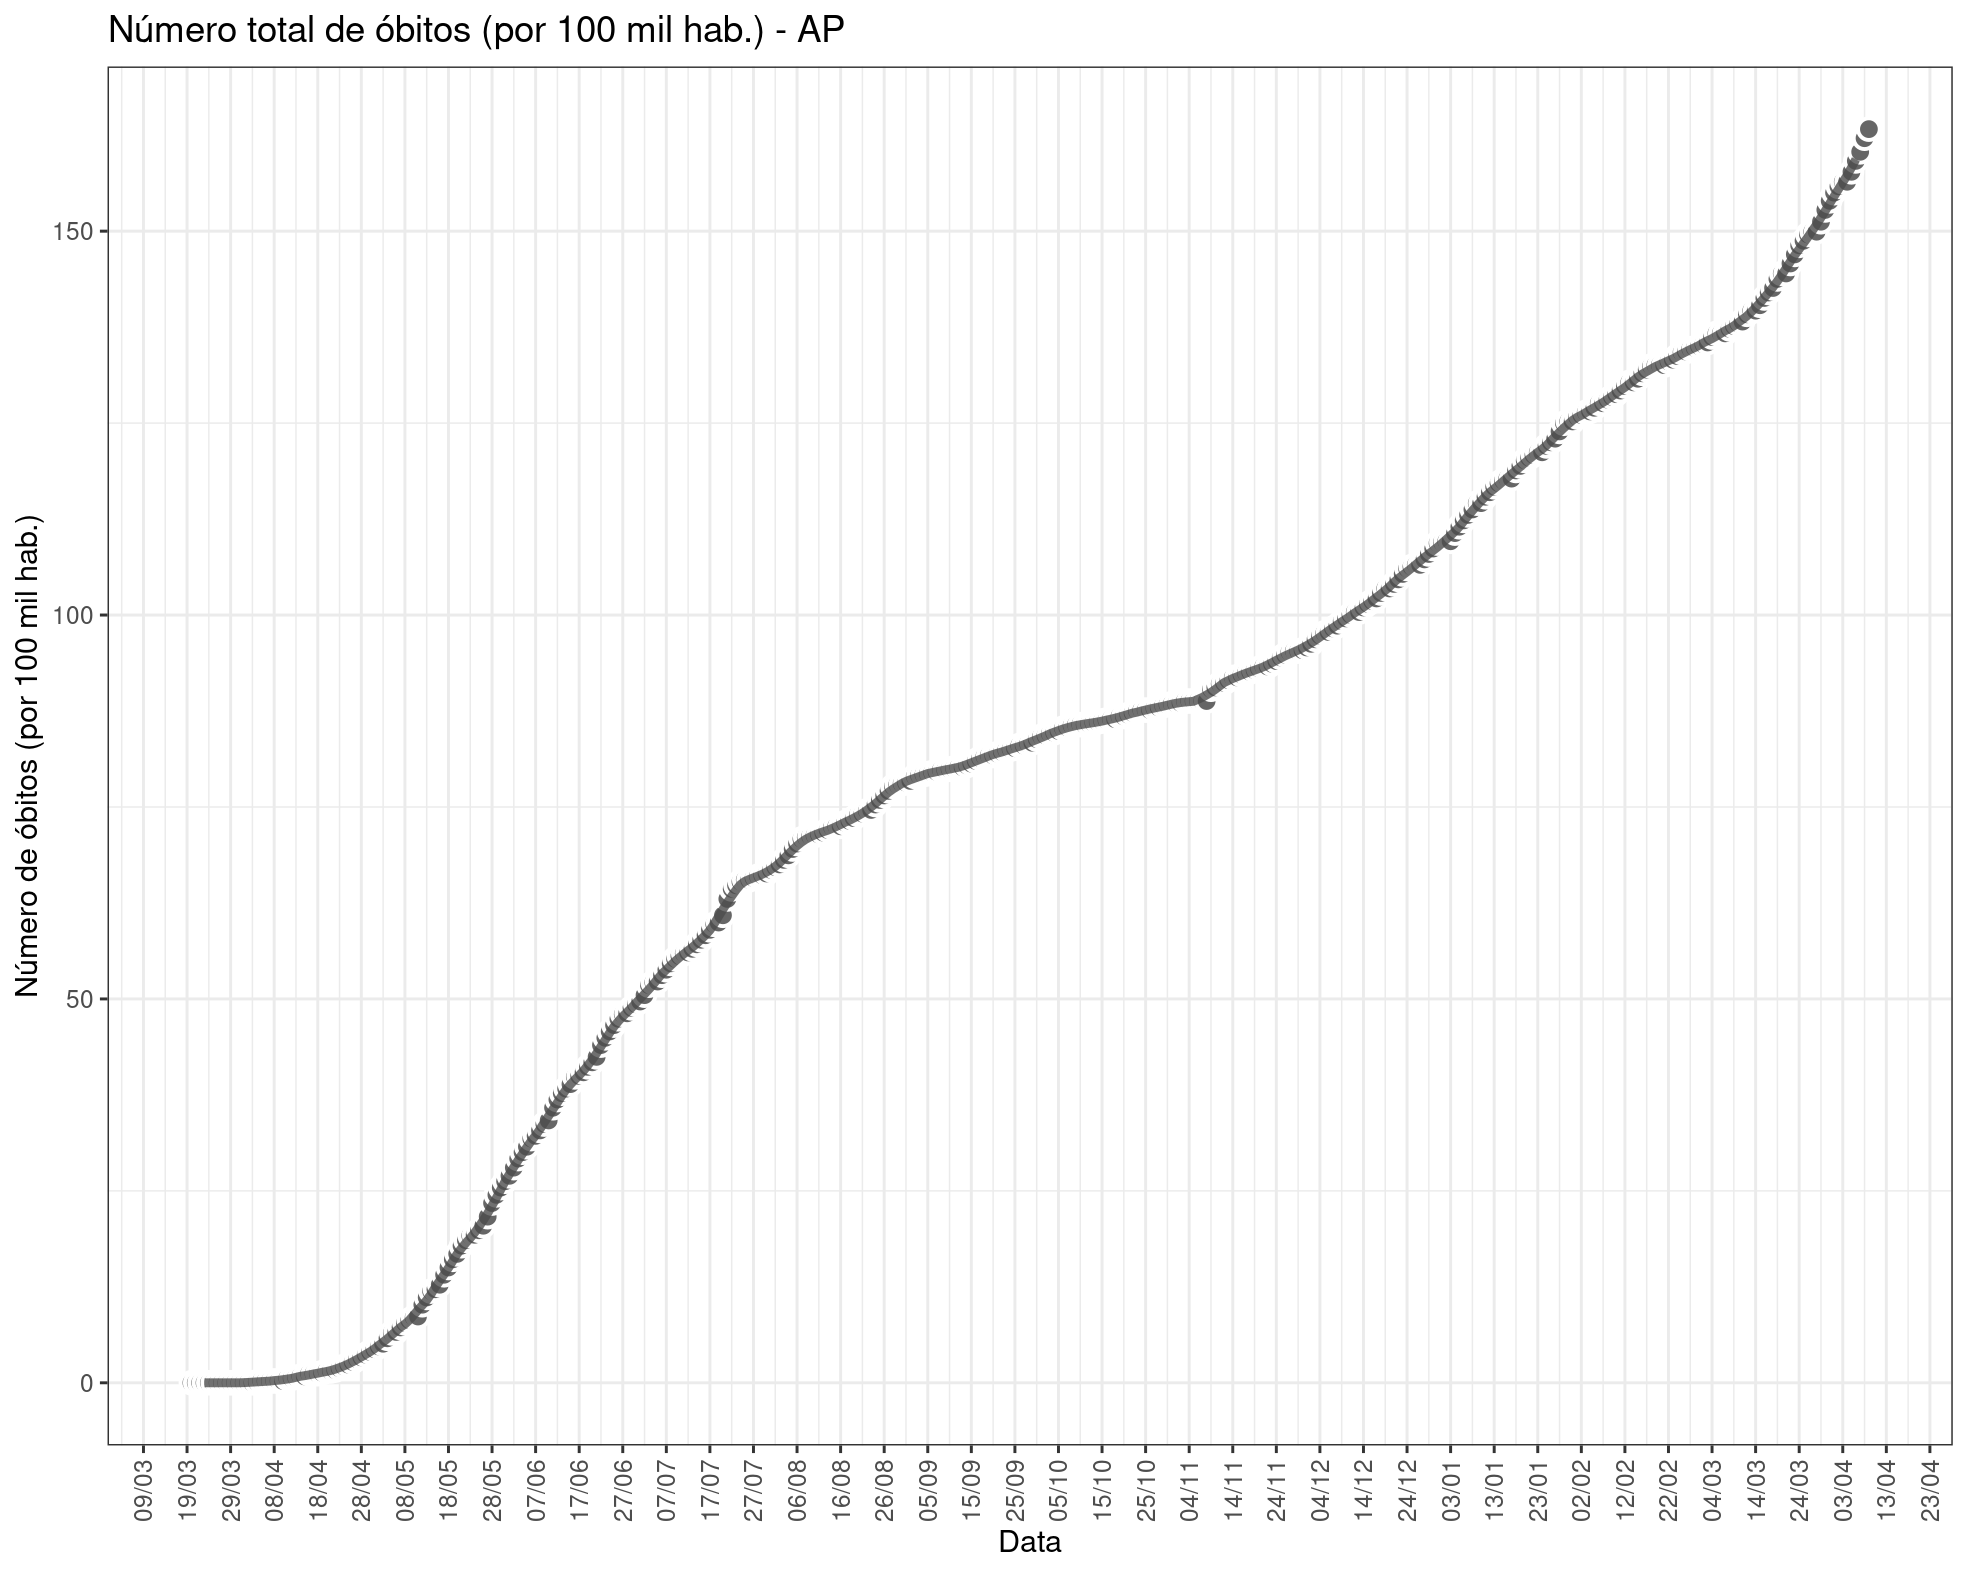 Número total de óbitos (por 100 mil hab.) - AP
Número de óbitos (por 100 mil hab.)
150
100
50
0
09/03 19/03 29/03 08/04 18/04 28/04 08/05 18/05 28/05 07/06 17/06 27/06 07/07 17/07 27/07 06/08 16/08 26/08 05/09 15/09 25/09 05/10 15/10 25/10 04/11 14/11 24/11 04/12 14/12 24/12 03/01 13/01 23/01 02/02 12/02 22/02 04/03 14/03 24/03 03/04 13/04 23/04
Data